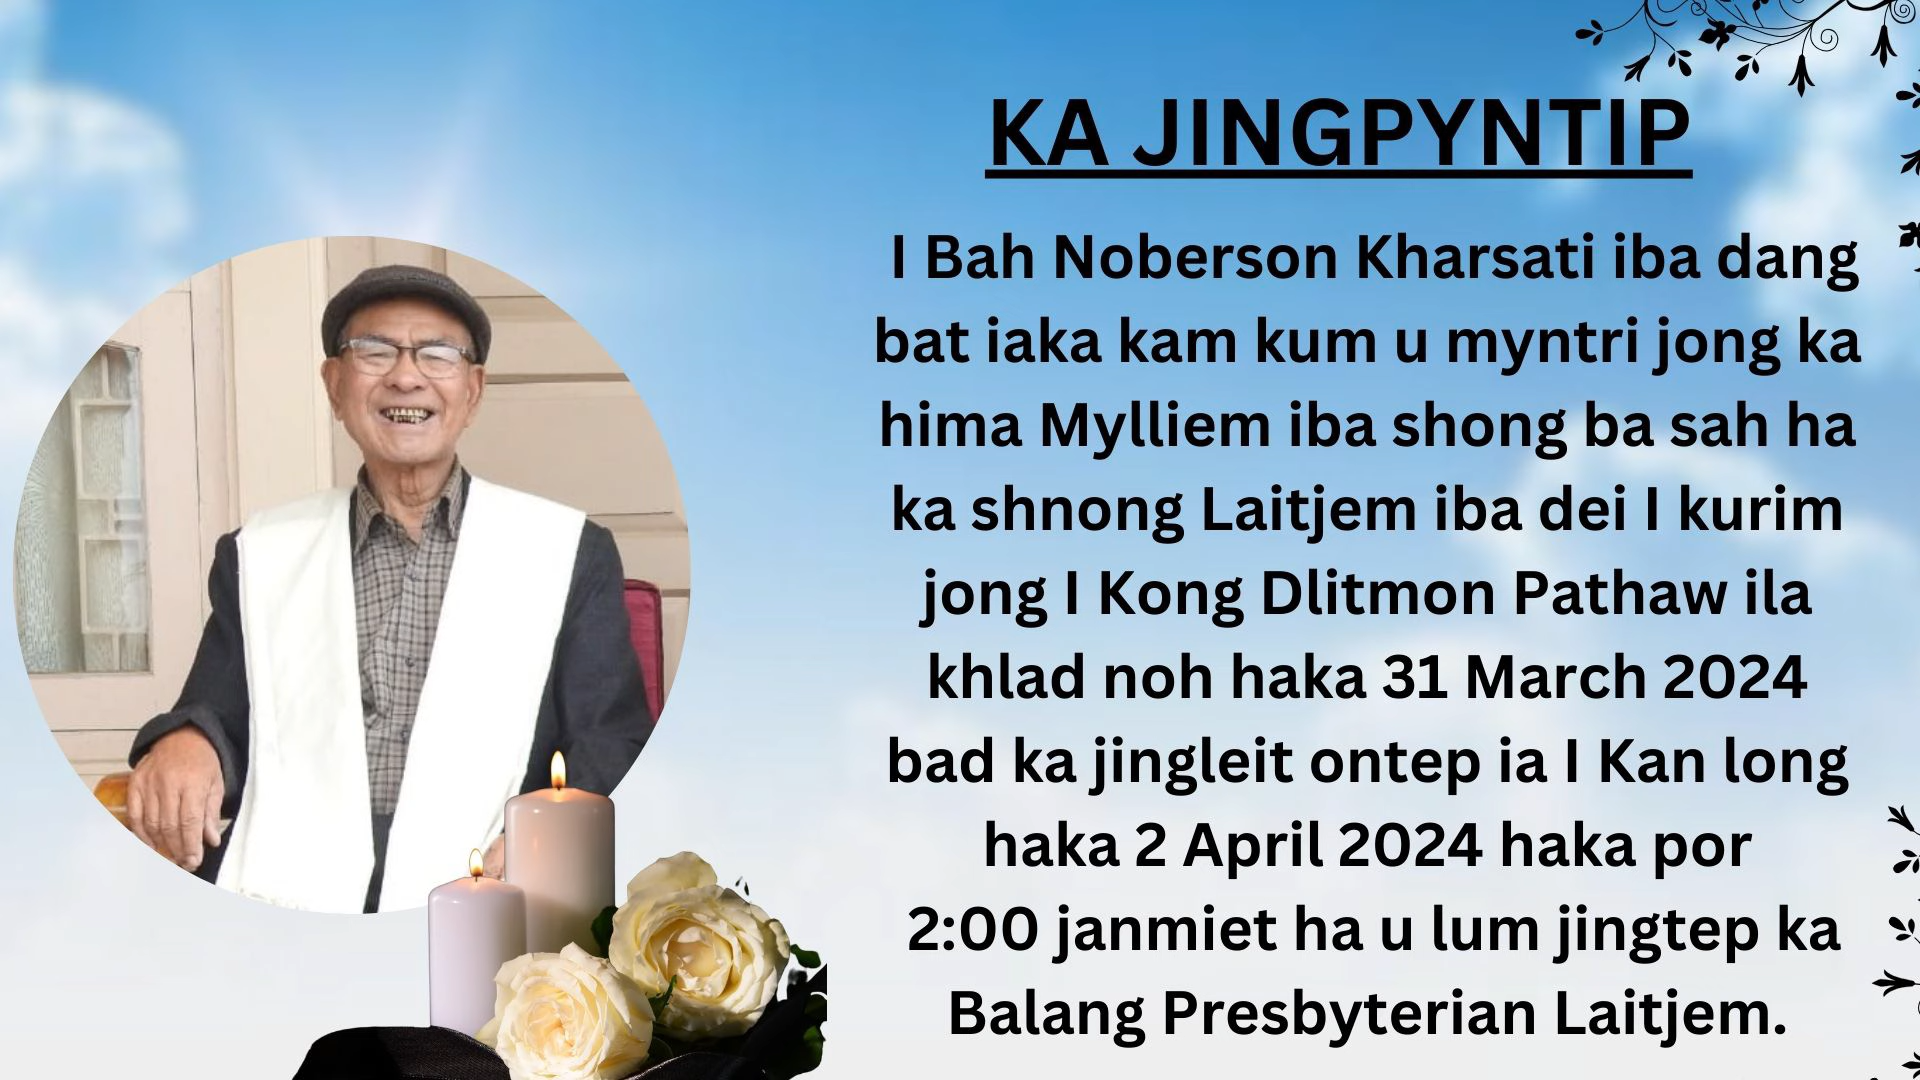 KA JINGPYNTIP
I Bah Noberson Kharsati iba dang
bat iaka kam kum u myntri jong ka
hima Mylliem iba shong ba sah ha
ka shnong Laitjem iba dei I kurim
jong I Kong Dlitmon Pathaw ila
khlad noh haka 31 March 2024
bad ka jingleit ontep ia I Kan long
haka 2 April 2024 haka por
2:00 janmiet ha u lum jingtep ka
Balang Presbyterian Laitjem.